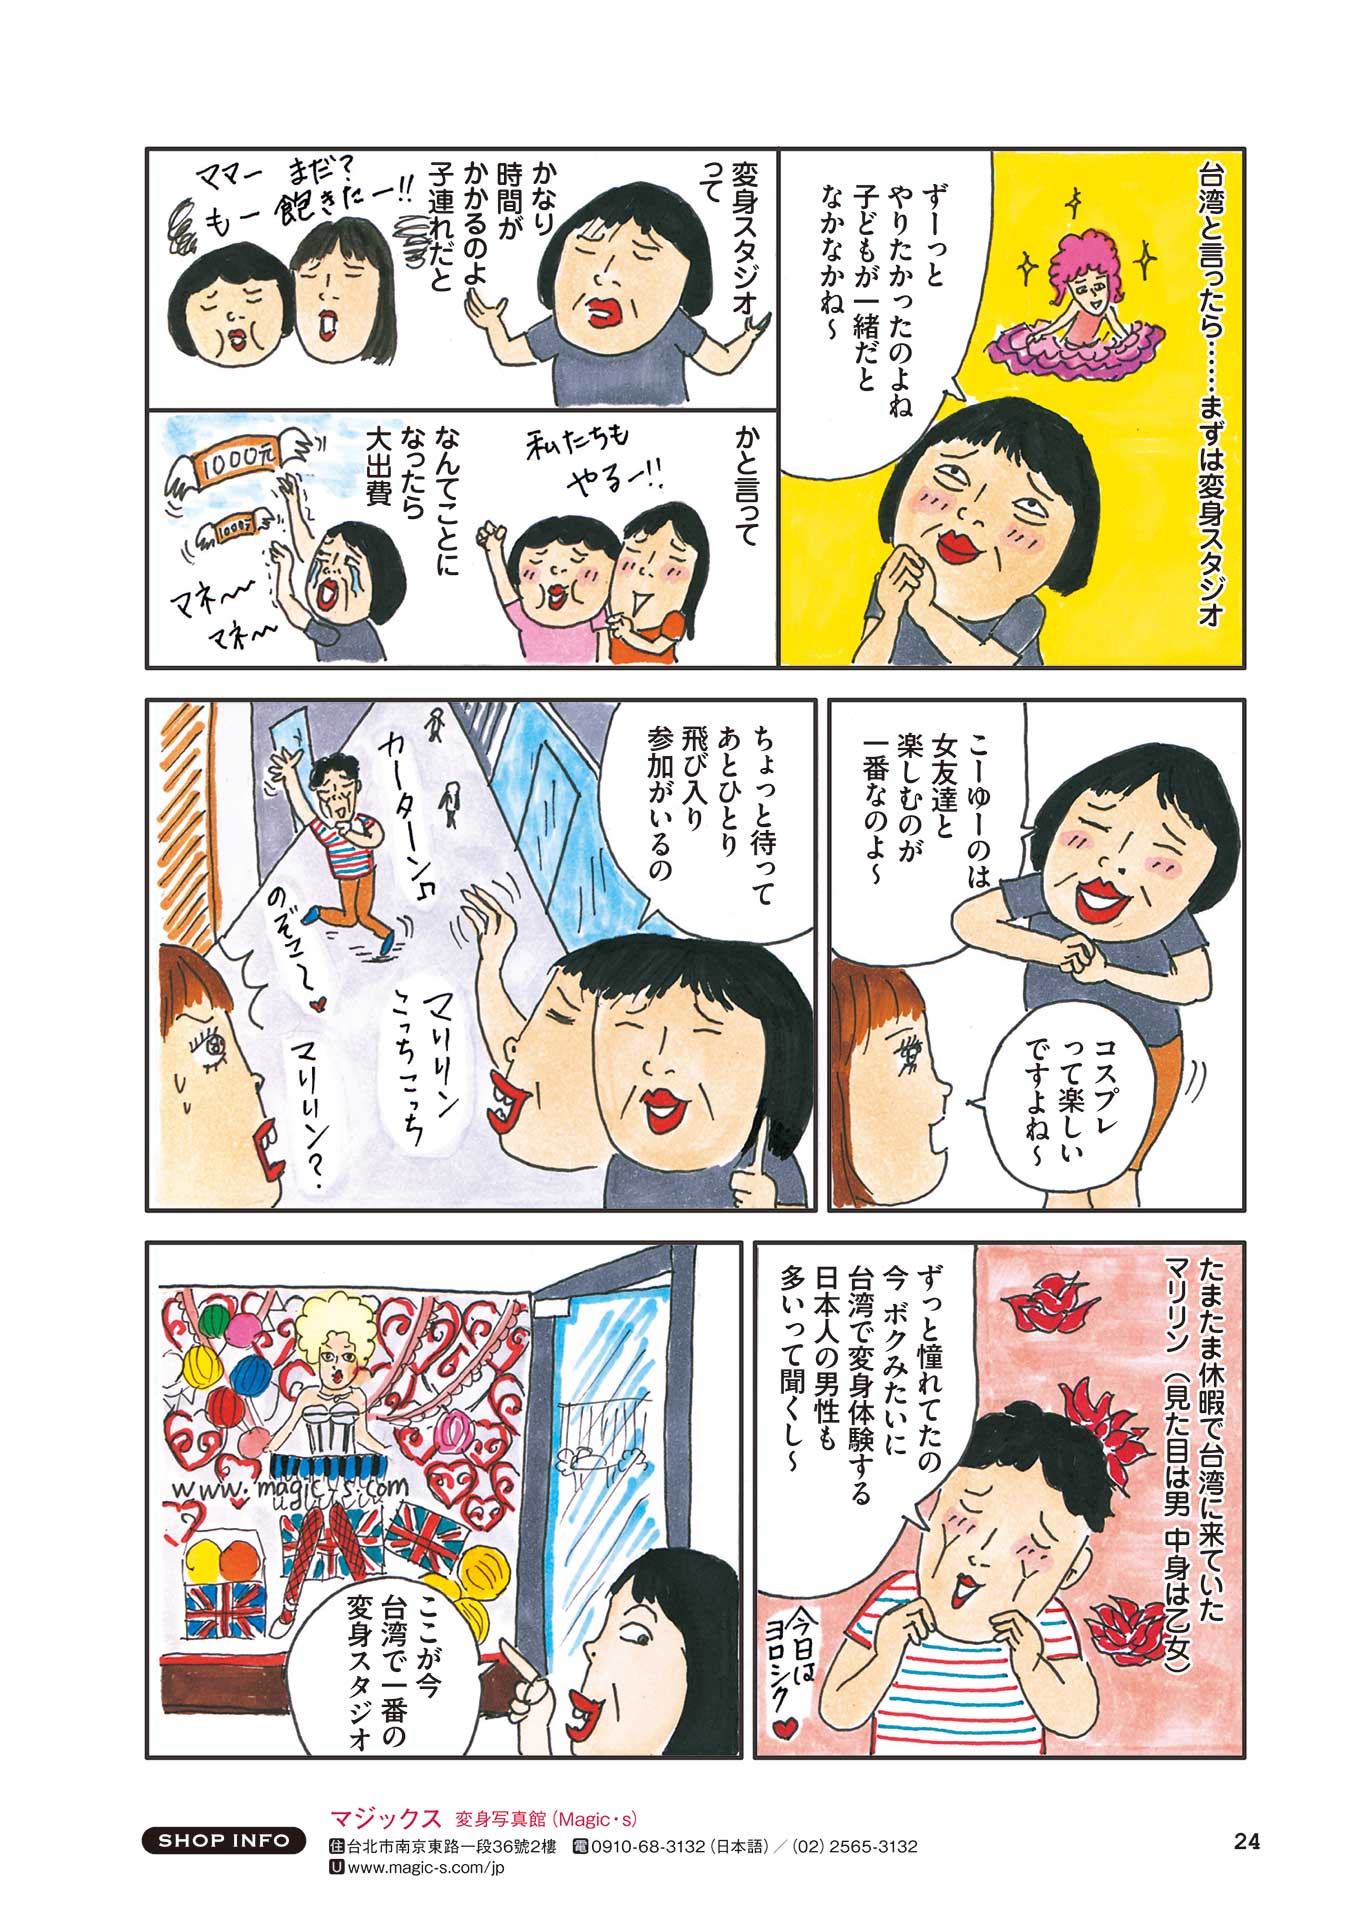 台湾と言ったら……まずは変身スタジオ
ずーっと
やりたかったのよね
子どもが一緒だと
なかなかね～
変身スタジオ
って
かなり
時間が
かかるのよ
子連れだと
まだ？
飽きたー!!
ママー
もー
かと言って
私たちも
やるー!!
なんてことに
なったら
大出費
1000元
1000元
マネ〜〜
マネ〜〜
こーゆーのは
女友達と
楽しむのが
一番なのよ～
コスプレ
って楽しい
ですよね～
ちょっと待って
あとひとり
飛び入り
参加がいるの
カーターン♫
のぞこ〜♥
マリリン
こっちこっち
マリリン？
たまたま休暇で台湾に来ていた
マリリン（見た目は男 中身は乙女）
ずっと憧れてたの
今 ボクみたいに
台湾で変身体験する
日本人の男性も
多いって聞くし～
今日は
ヨロシク♥
www.magic-s.com
ここが今
台湾で一番の
変身スタジオ
SHOP INFO
マジックス 変身写真館（Magic・s）
住台北市南京東路一段36號2樓 電0910-68-3132（日本語）／（02）2565-3132
U www.magic-s.com/jp
24